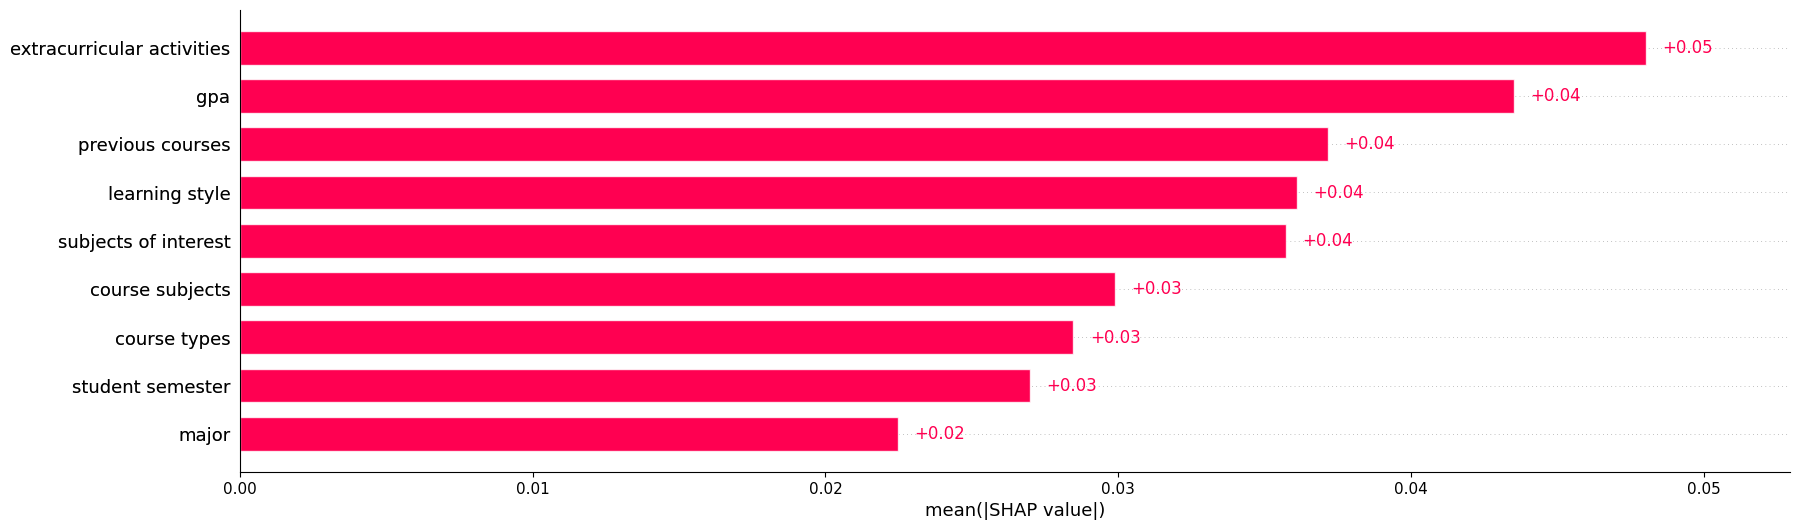 extracurricular activities +0.05
gpa +0.04
previous courses +0.04
learning style +0.04
subjects of interest +0.04
course subjects +0.03
course types +0.03
student semester +0.03
major +0.02
0.00 0.01 0.02 0.03 0.04 0.05
mean(|SHAP value|)